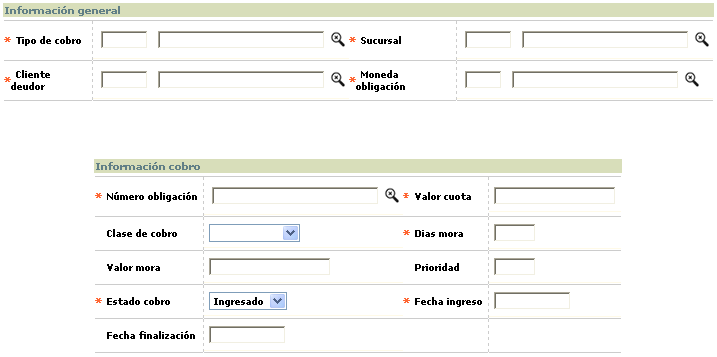 Información general
* Tipo de cobro * Sucursal
* Cliente deudor * Moneda obligación
Información cobro
* Número obligación * Valor cuota
Clase de cobro * Dias mora
Valor mora Prioridad
* Estado cobro Ingresado * Fecha ingreso
Fecha finalización